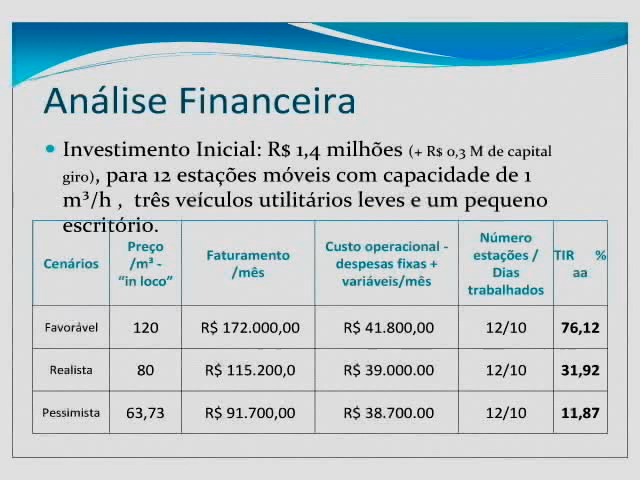 Análise Financeira
• Investimento Inicial: R$ 1,4 milhões (+ R$ 0,3 M de capital
giro), para 12 estações móveis com capacidade de 1
m³/h , três veículos utilitários leves e um pequeno
escritório.
Cenários
Preço
/m³ -
“in loco”
Faturamento
/mês
Custo operacional -
despesas fixas +
variáveis/mês
Número
estações /
Dias
trabalhados
TIR %
aa
Favorável 120 R$ 172.000,00 R$ 41.800,00 12/10 76,12
Realista 80 R$ 115.200,0 R$ 39.000.00 12/10 31,92
Pessimista 63,73 R$ 91.700,00 R$ 38.700.00 12/10 11,87